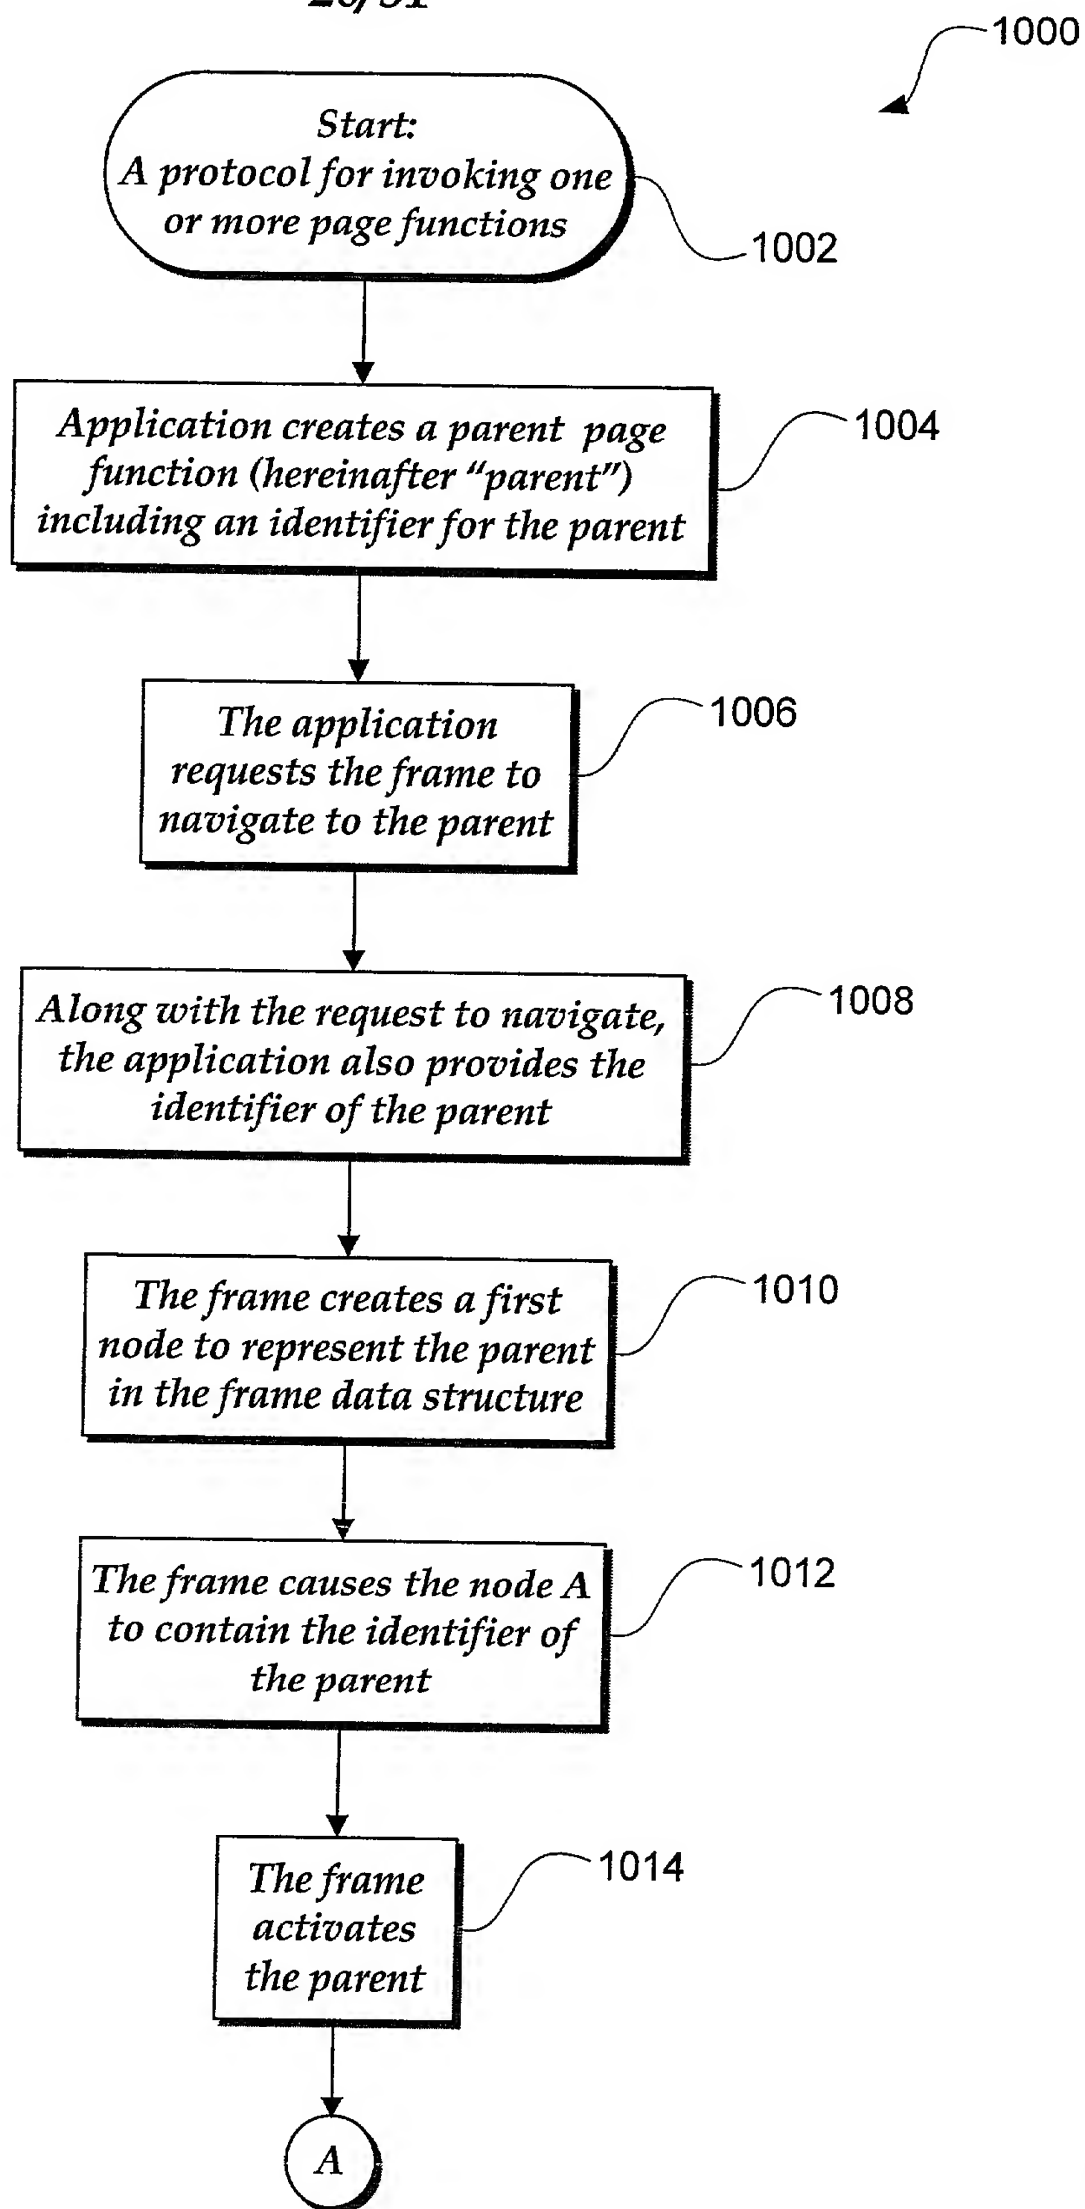 1000
Start:
A protocol for invoking one
or more page functions
1002
Application creates a parent page
function (hereinafter "parent")
including an identifier for the parent
1004
The application
requests the frame to
navigate to the parent
1006
Along with the request to navigate,
the application also provides the
identifier of the parent
1008
The frame creates a first
node to represent the parent
in the frame data structure
1010
The frame causes the node A
to contain the identifier of
the parent
1012
The frame
activates
the parent
1014
A